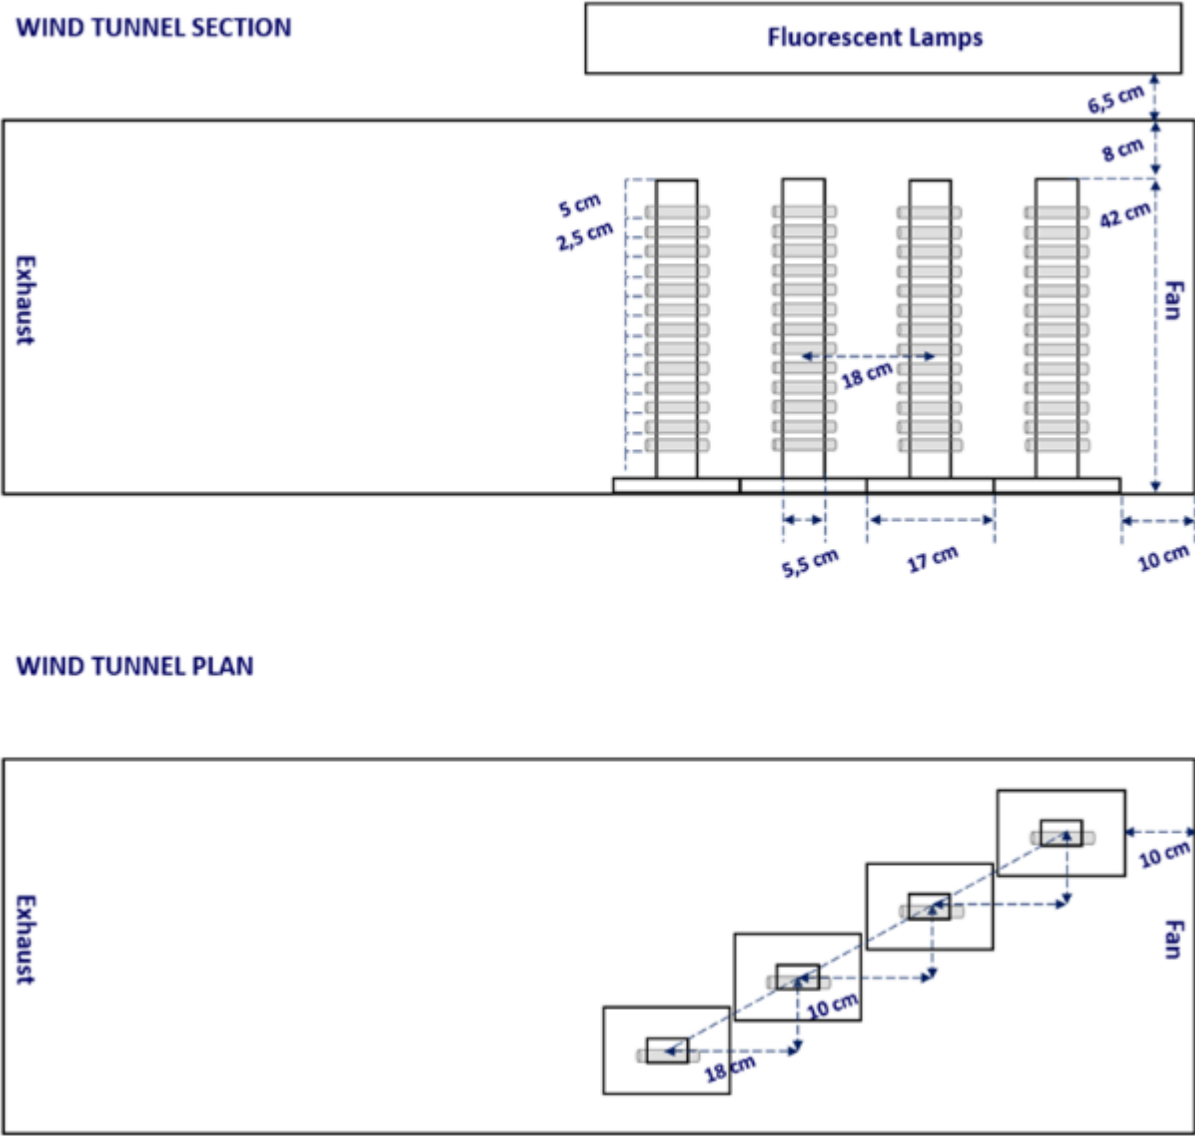 WIND TUNNEL SECTION
Fluorescent Lamps
6,5 cm
8 cm
5 cm
2,5 cm
42 cm
Exhaust
Fan
18 cm
5,5 cm
17 cm
10 cm
WIND TUNNEL PLAN
10 cm
Exhaust
Fan
10 cm
18 cm